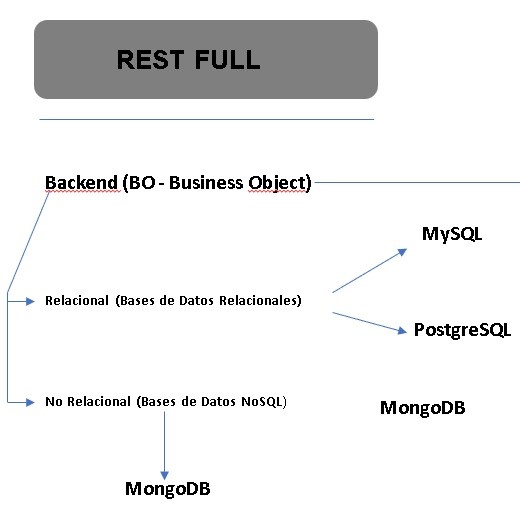 REST FULL
Backend (BO - Business Object)
MySQL
Relacional (Bases de Datos Relacionales)
PostgreSQL
No Relacional (Bases de Datos NoSQL)
MongoDB
MongoDB